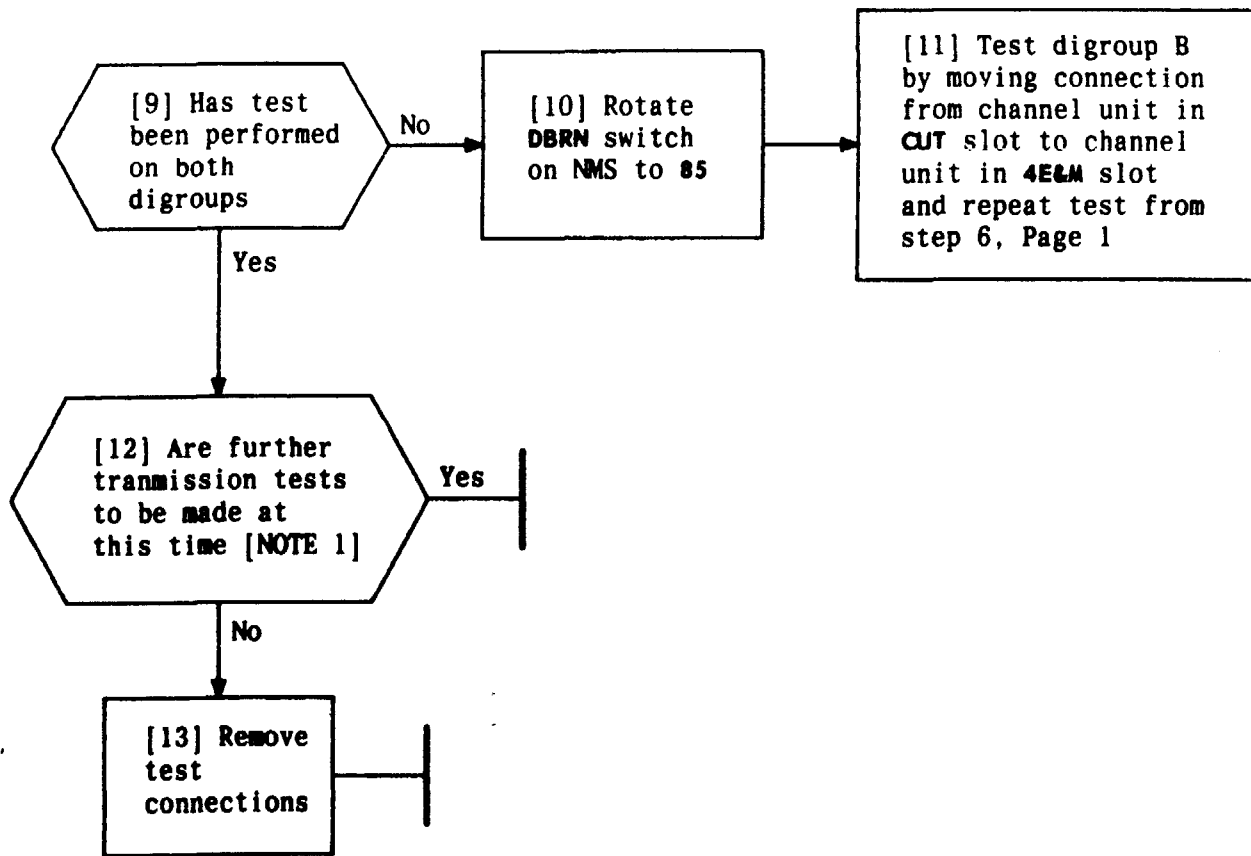 [9] Has test
been performed
on both
digroups
No
[10] Rotate
DBRN switch
on NMS to 85
[11] Test digroup B
by moving connection
from channel unit in
CUT slot to channel
unit in 4E&M slot
and repeat test from
step 6, Page 1
Yes
[12] Are further
tranmission tests
to be made at
this time [NOTE 1]
Yes
No
[13] Remove
test
connections